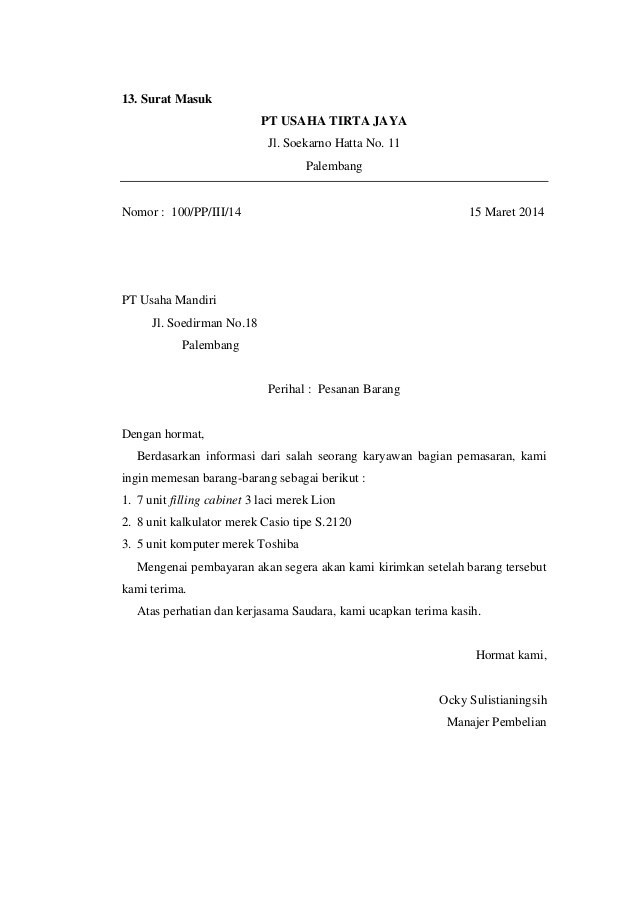 13. Surat Masuk
PT USAHA TIRTA JAYA
Jl. Soekarno Hatta No. 11
Palembang
Nomor : 100/PP/III/14 15 Maret 2014
PT Usaha Mandiri
Jl. Soedirman No.18
Palembang
Perihal : Pesanan Barang
Dengan hormat,
Berdasarkan informasi dari salah seorang karyawan bagian pemasaran, kami
ingin memesan barang-barang sebagai berikut :
1. 7 unit filling cabinet 3 laci merek Lion
2. 8 unit kalkulator merek Casio tipe S.2120
3. 5 unit komputer merek Toshiba
Mengenai pembayaran akan segera akan kami kirimkan setelah barang tersebut
kami terima.
Atas perhatian dan kerjasama Saudara, kami ucapkan terima kasih.
Hormat kami,
Ocky Sulistianingsih
Manajer Pembelian